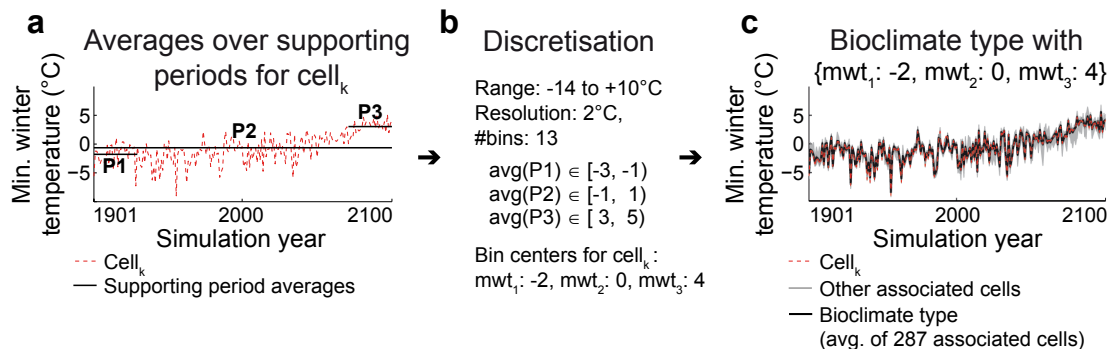 a
Averages over supporting
periods for cell_k
Min. winter
temperature (°C)
5
0
−5
P1
P2
P3
1901
2000
2100
Simulation year
Cell_k
Supporting period averages
b
Discretisation
Range: -14 to +10°C
Resolution: 2°C,
#bins: 13
avg(P1) ∈ [-3, -1)
avg(P2) ∈ [-1, 1)
avg(P3) ∈ [ 3, 5)
Bin centers for cell_k:
mwt_1: -2, mwt_2: 0, mwt_3: 4
c
Bioclimate type with
{mwt_1: -2, mwt_2: 0, mwt_3: 4}
Min. winter
temperature (°C)
5
0
−5
1901
2000
2100
Simulation year
Cell_k
Other associated cells
Bioclimate type
(avg. of 287 associated cells)